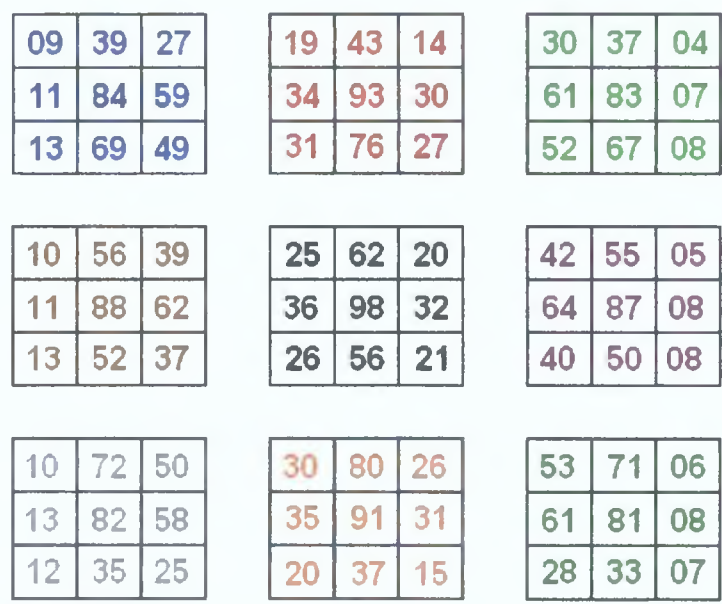 09 39 27 19 43 14 30 37 04
11 84 59 34 93 30 61 83 07
13 69 49 31 76 27 52 67 08
10 56 39 25 62 20 42 55 05
11 88 62 36 98 32 64 87 08
13 52 37 26 56 21 40 50 08
10 72 50 30 80 26 53 71 06
13 82 58 35 91 31 61 81 08
12 35 25 20 37 15 28 33 07